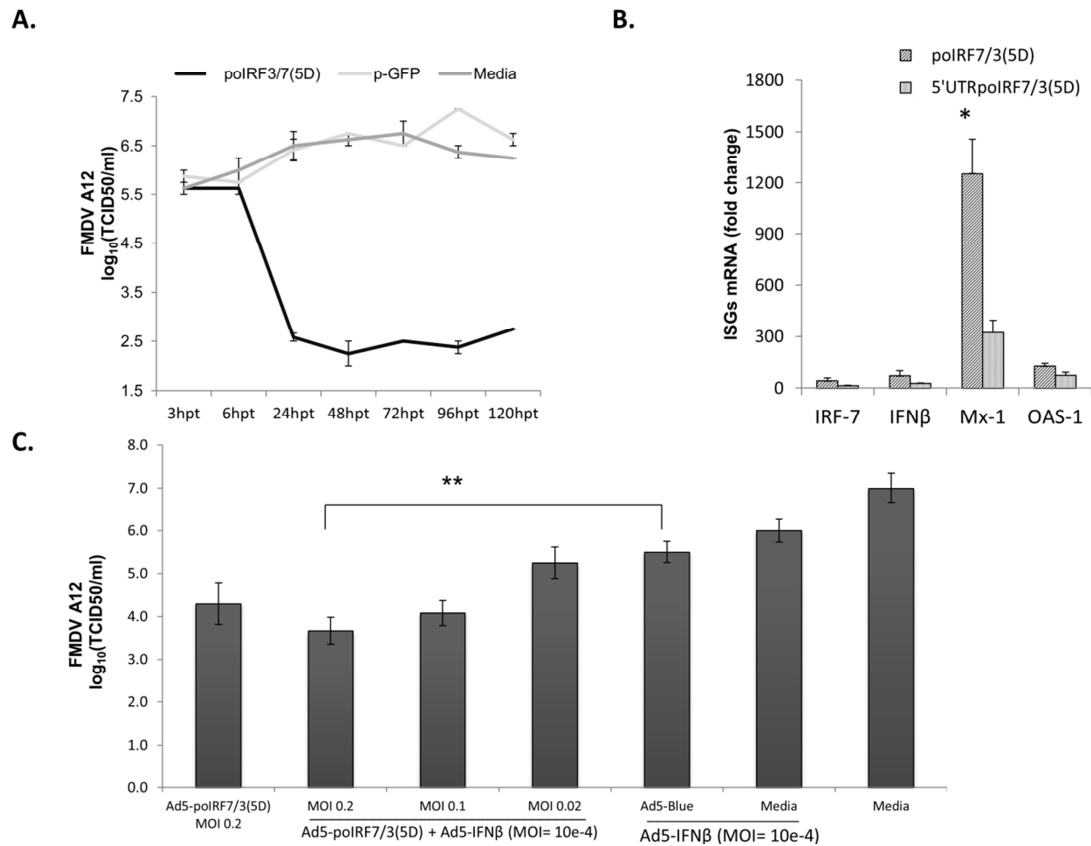 A.
poIRF3/7(5D) p-GFP Media
FMDV A12
log10(TCID50/ml)
7.5
6.5
5.5
4.5
3.5
2.5
1.5
3hpt 6hpt 24hpt 48hpt 72hpt 96hpt 120hpt
B.
poIRF7/3(5D)
5'UTRpoIRF7/3(5D)
ISGs mRNA (fold change)
1800
1500
1200
900
600
300
0
*
IRF-7 IFNβ Mx-1 OAS-1
C.
FMDV A12
log10(TCID50/ml)
8.0
7.0
6.0
5.0
4.0
3.0
2.0
1.0
0.0
**
Ad5-poIRF7/3(5D) MOI 0.2 MOI 0.1 MOI 0.02 Ad5-Blue Media Media
MOI 0.2 Ad5-poIRF7/3(5D) + Ad5-IFNβ (MOI= 10e-4) Ad5-IFNβ (MOI= 10e-4)